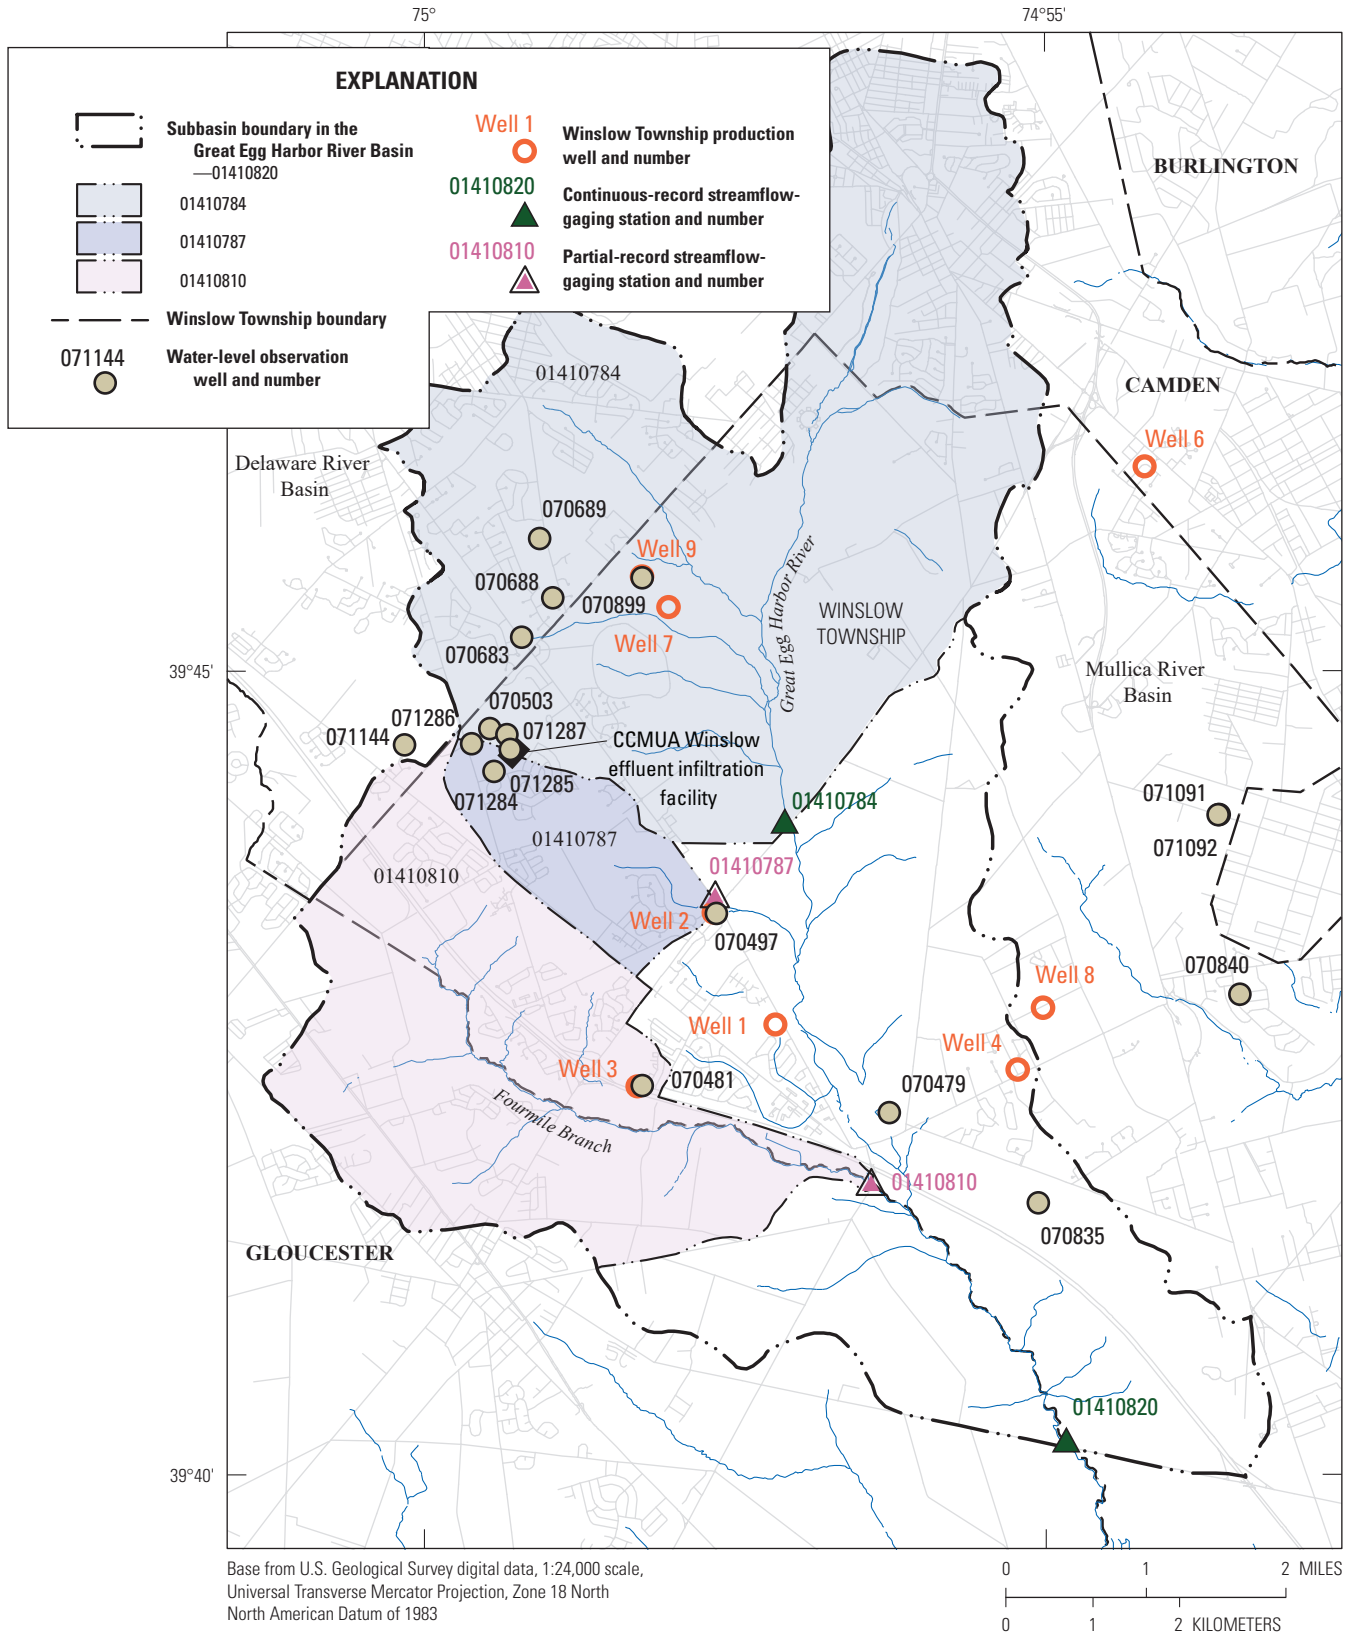 75°
74°55'
EXPLANATION
Subbasin boundary in the
Great Egg Harbor River Basin
—01410820
01410784
01410787
01410810
Winslow Township boundary
071144
Water-level observation
well and number
Well 1
Winslow Township production
well and number
01410820
Continuous-record streamflow-
gaging station and number
01410810
Partial-record streamflow-
gaging station and number
BURLINGTON
CAMDEN
01410784
Well 6
Delaware River
Basin
070689
Well 9
070688
070899
Great Egg Harbor River
WINSLOW
TOWNSHIP
Well 7
070683
39°45'
Mullica River
Basin
070503
071286
071287
071144
CCMUA Winslow
effluent infiltration
facility
071285
071284
01410784
071091
01410787
071092
01410787
01410810
Well 2
070497
070840
Well 8
Well 1
Well 4
Well 3
070481
070479
Fourmile Branch
01410810
070835
GLOUCESTER
01410820
39°40'
Base from U.S. Geological Survey digital data, 1:24,000 scale,
Universal Transverse Mercator Projection, Zone 18 North
North American Datum of 1983
0 1 2 MILES
0 1 2 KILOMETERS